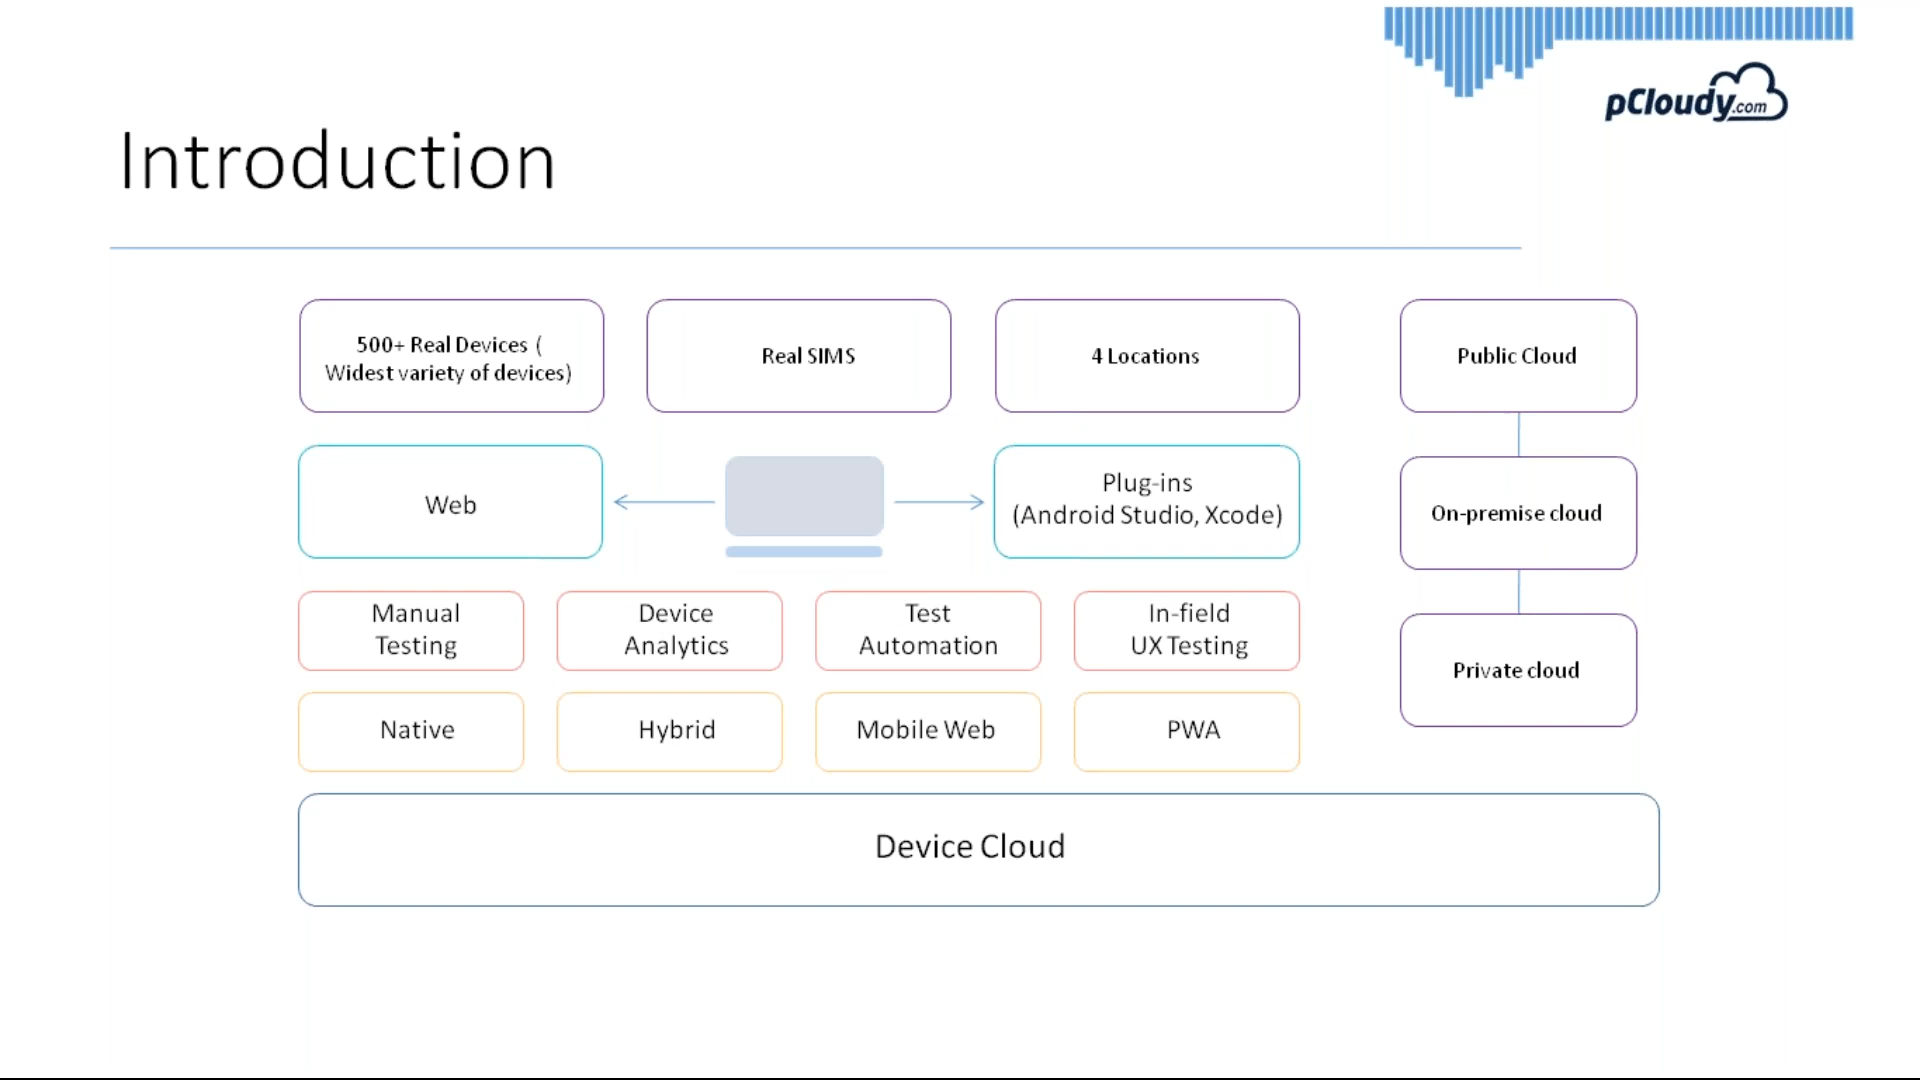 pCloudy.com
Introduction
500+ Real Devices (
Widest variety of devices)
Real SIMS
4 Locations
Public Cloud
Web
Plug-ins
(Android Studio, Xcode)
On-premise cloud
Manual
Testing
Device
Analytics
Test
Automation
In-field
UX Testing
Private cloud
Native
Hybrid
Mobile Web
PWA
Device Cloud